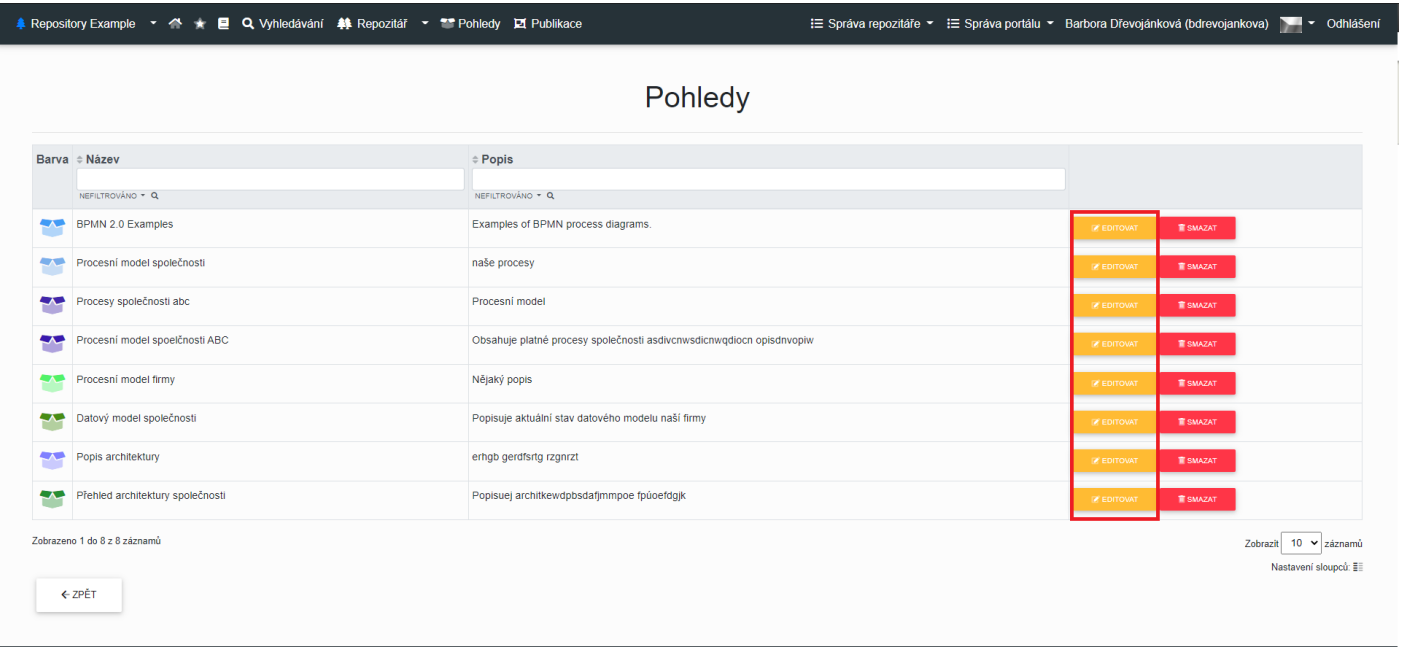 Repository Example Vyhledávání Repozitář Pohledy Publikace Správa repozitáře Správa portálu Barbora Dřevojánková (bdrevojankova) Odhlášení
Pohledy
Barva Název Popis
NEFILTROVÁNO NEFILTROVÁNO
BPMN 2.0 Examples Examples of BPMN process diagrams. EDITOVAT SMAZAT
Procesní model společnosti naše procesy EDITOVAT SMAZAT
Procesy společnosti abc Procesní model EDITOVAT SMAZAT
Procesní model spoelčnosti ABC Obsahuje platné procesy společnosti asdivcnwsdicnwqdiocn opisdnvopiw EDITOVAT SMAZAT
Procesní model firmy Nějaký popis EDITOVAT SMAZAT
Datový model společnosti Popisuje aktuální stav datového modelu naší firmy EDITOVAT SMAZAT
Popis architektury erhgb gerdfsrtg rzgnrzt EDITOVAT SMAZAT
Přehled architektury společnosti Popisuej architkewdpbsdafjmmpoe fpúoefdgjk EDITOVAT SMAZAT
Zobrazeno 1 do 8 z 8 záznamů Zobrazit 10 záznamů
Nastavení sloupců:
ZPĚT